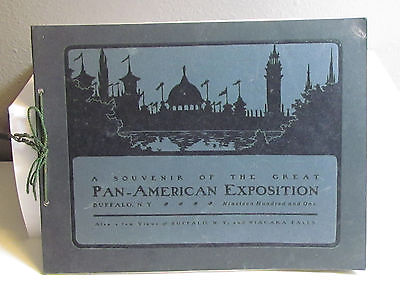 A SOUVENIR OF THE GREAT
PAN-AMERICAN EXPOSITION
BUFFALO, N.Y. Nineteen Hundred and One
Also a few Views of BUFFALO, N.Y. and NIAGARA FALLS